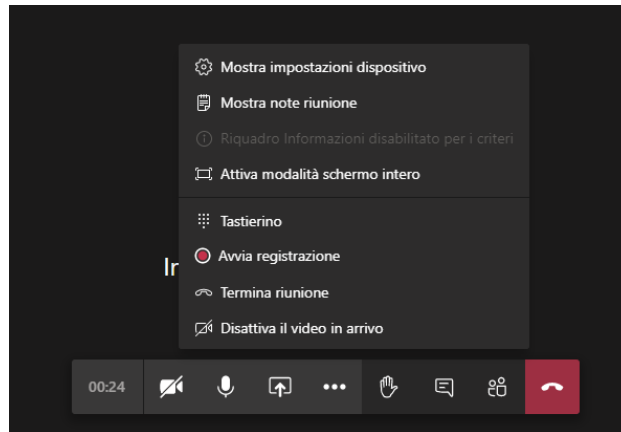 Mostra impostazioni dispositivo
Mostra note riunione
Riquadro Informazioni disabilitato per i criteri
Attiva modalità schermo intero
Tastierino
Avvia registrazione
In
Termina riunione
Disattiva il video in arrivo
00:24